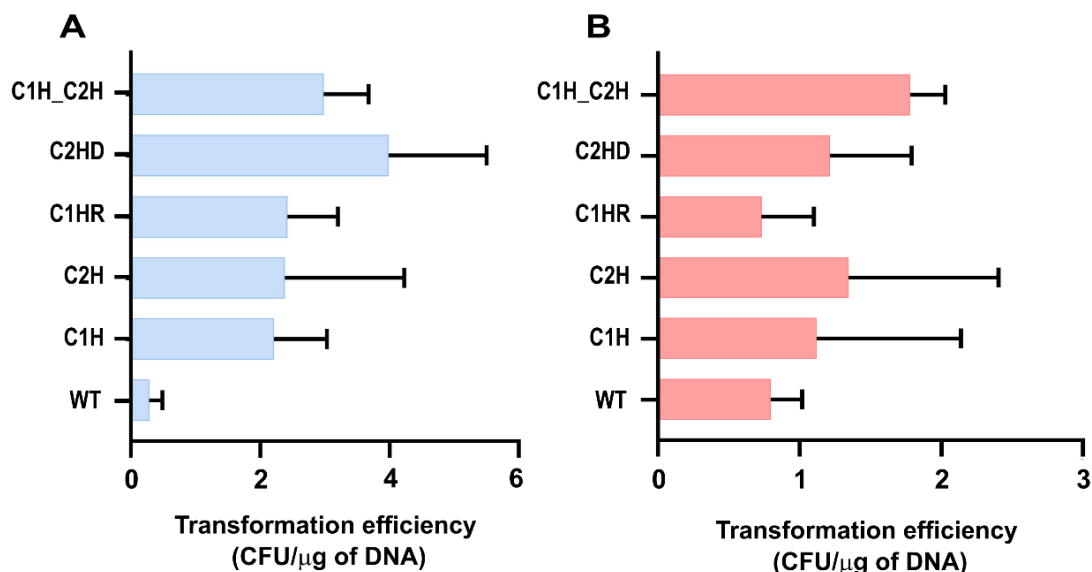 A
C1H_C2H
C2HD
C1HR
C2H
C1H
WT
0 2 4 6
Transformation efficiency
(CFU/μg of DNA)
B
C1H_C2H
C2HD
C1HR
C2H
C1H
WT
0 1 2 3
Transformation efficiency
(CFU/μg of DNA)